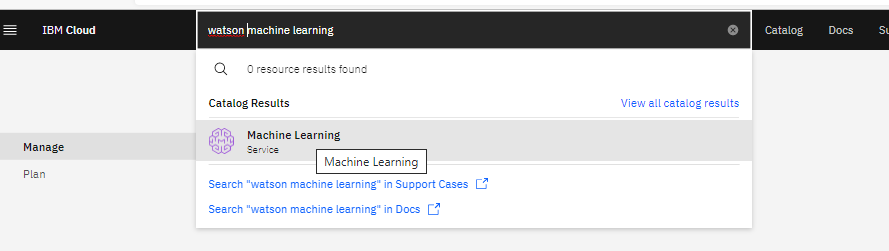 IBM Cloud
watson machine learning
Catalog
Docs
0 resource results found
Catalog Results
View all catalog results
Machine Learning
Service
Machine Learning
Search "watson machine learning" in Support Cases
Search "watson machine learning" in Docs
Manage
Plan